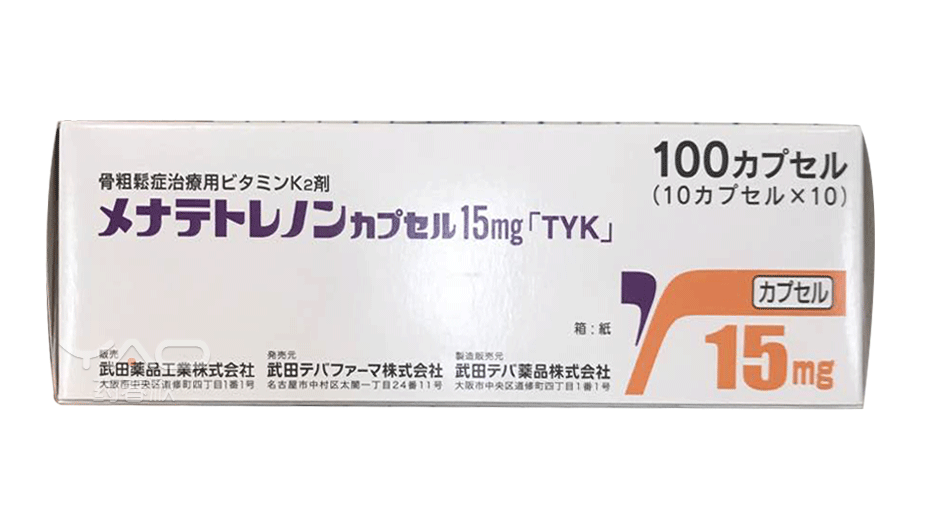 100カプセル
(10カプセル×10)
骨粗鬆症治療用ビタミンK2剤
メナテトレノンカプセル15mg「TYK」
カプセル
15mg
箱:紙
販売
武田薬品工業株式会社
大阪市中央区道修町四丁目1番1号
発売元
武田テバファーマ株式会社
名古屋市中村区太閤一丁目24番11号
製造販売元
武田テバ薬品株式会社
大阪市中央区道修町四丁目1番1号
YAO